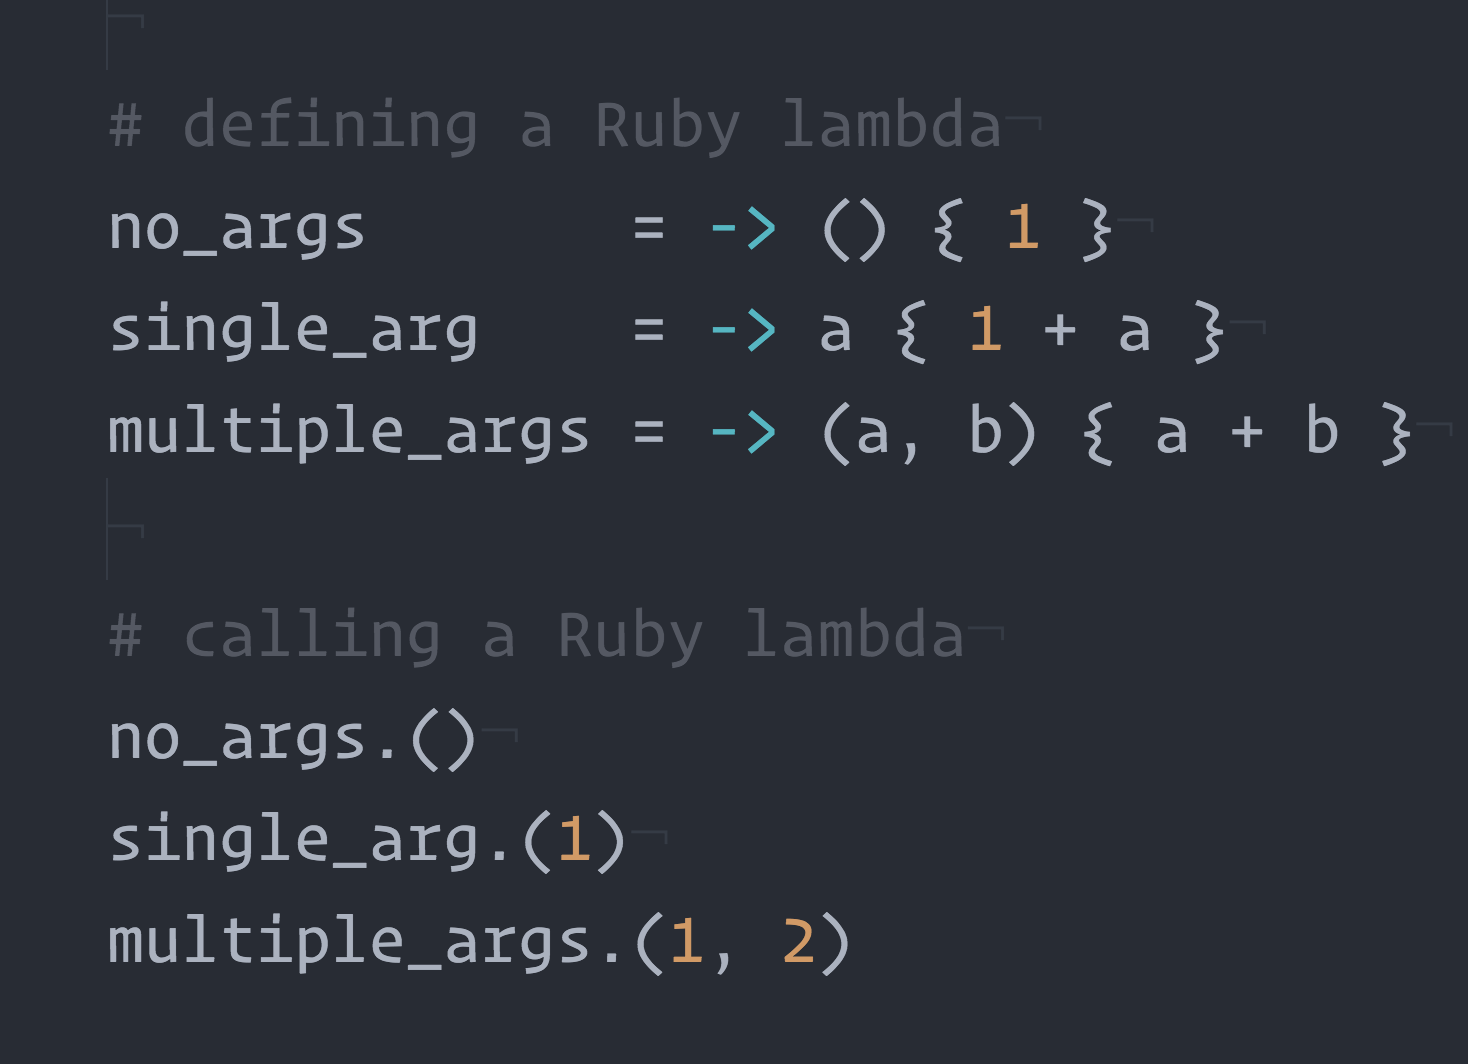 # defining a Ruby lambda¬
no_args       = -> () { 1 }¬
single_arg    = -> a { 1 + a }¬
multiple_args = -> (a, b) { a + b }¬
¬
# calling a Ruby lambda¬
no_args.()¬
single_arg.(1)¬
multiple_args.(1, 2)